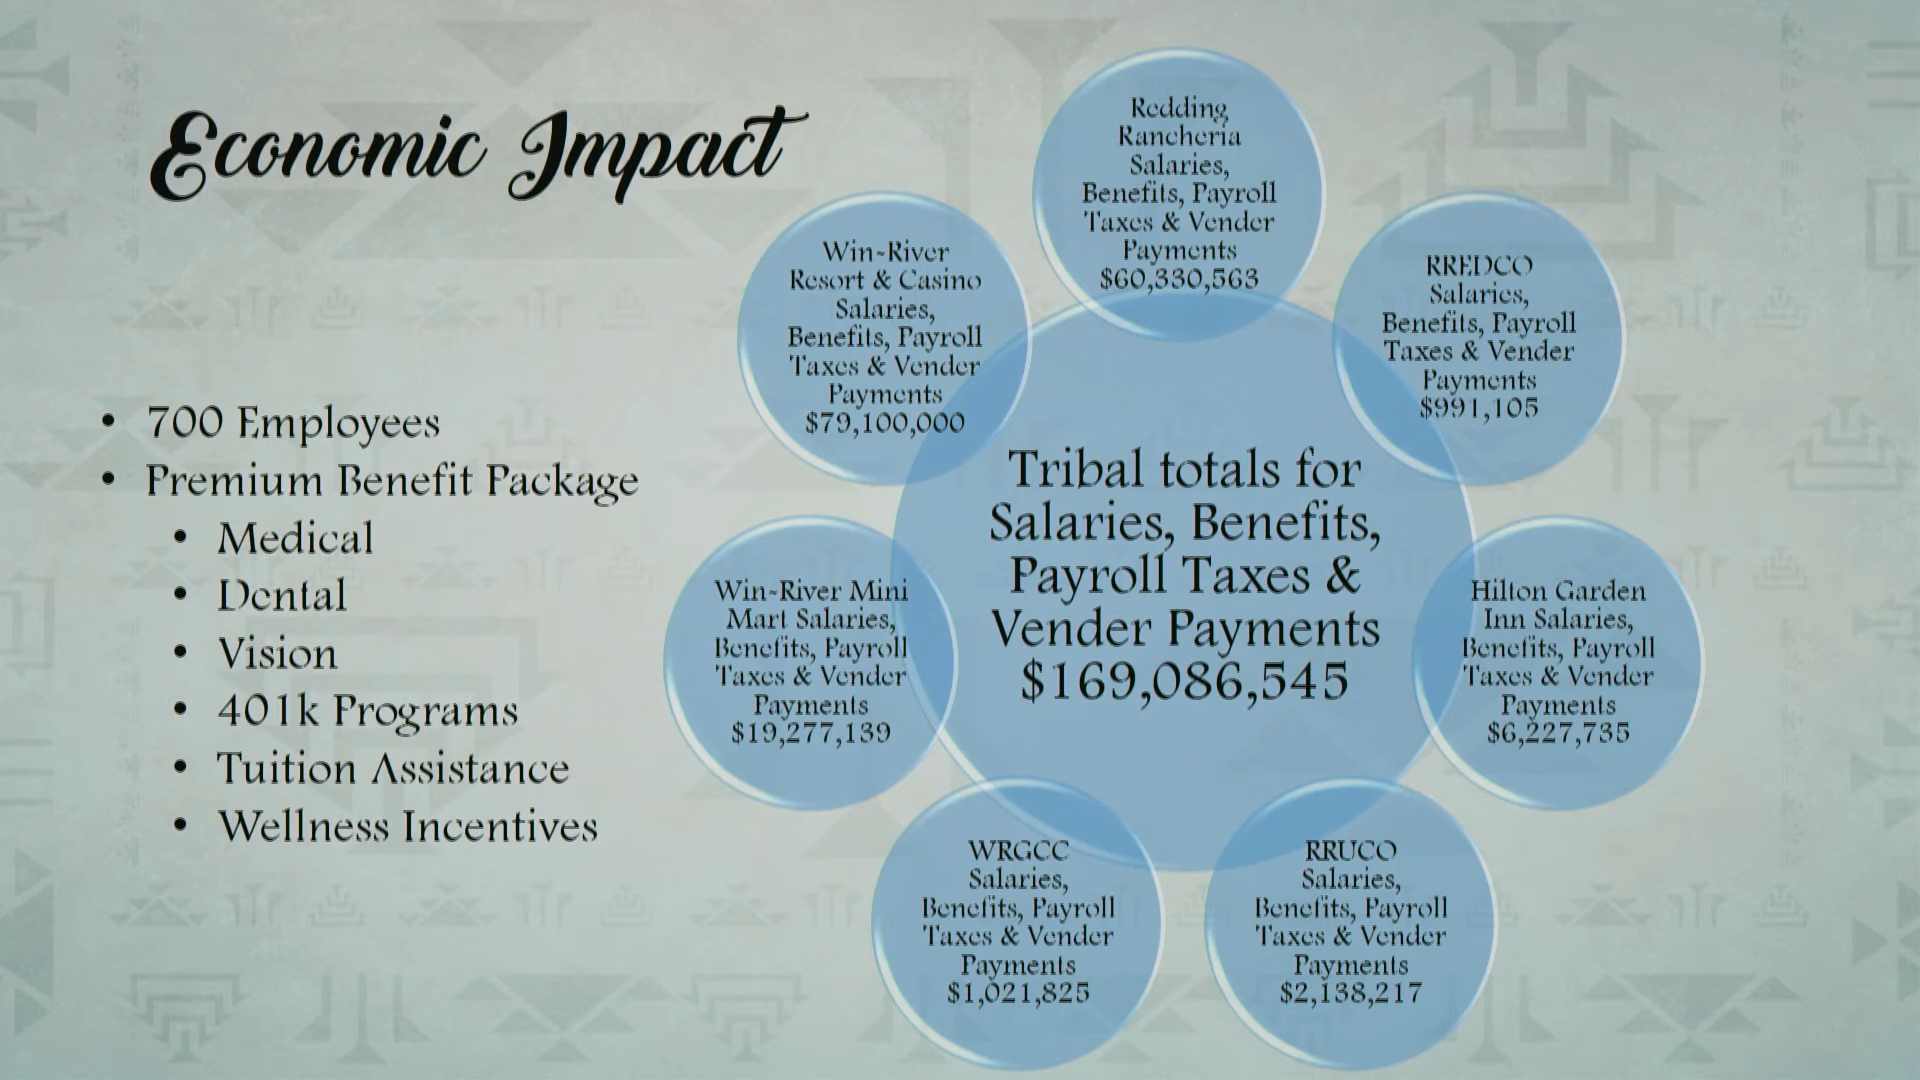 Economic Impact
• 700 Employees
• Premium Benefit Package
• Medical
• Dental
• Vision
• 401k Programs
• Tuition Assistance
• Wellness Incentives
Redding
Rancheria
Salaries,
Benefits, Payroll
Taxes & Vender
Payments
$60,330,563
RREDCO
Salaries,
Benefits, Payroll
Taxes & Vender
Payments
$991,105
Hilton Garden
Inn Salaries,
Benefits, Payroll
Taxes & Vender
Payments
$6,227,735
RRUCO
Salaries,
Benefits, Payroll
Taxes & Vender
Payments
$2,138,217
WRGCC
Salaries,
Benefits, Payroll
Taxes & Vender
Payments
$1,021,825
Win-River Mini
Mart Salaries,
Benefits, Payroll
Taxes & Vender
Payments
$19,277,139
Win-River
Resort & Casino
Salaries,
Benefits, Payroll
Taxes & Vender
Payments
$79,100,000
Tribal totals for
Salaries, Benefits,
Payroll Taxes &
Vender Payments
$169,086,545